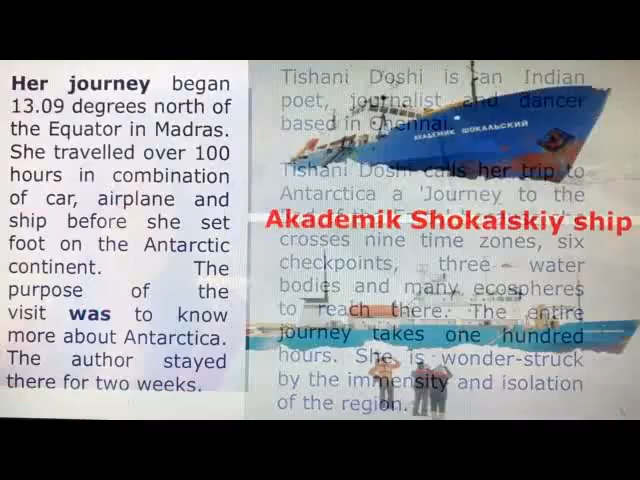 Her journey began
13.09 degrees north of
the Equator in Madras.
She travelled over 100
hours in combination
of car, airplane and
ship before she set
foot on the Antarctic
continent. The
purpose of the
visit was to know
more about Antarctica.
The author stayed
there for two weeks.
Tishani Doshi is an Indian
poet, journalist and dancer
based in Chennai.
АКАДЕМИК ШОКАЛЬСКИЙ
Tishani Doshi calls her trip to
Antarctica a 'Journey to the
Akademik Shokalskiy ship
crosses nine time zones, six
checkpoints, three water
bodies and many ecospheres
to reach there. The entire
journey takes one hundred
hours. She is wonder-struck
by the immensity and isolation
of the region.